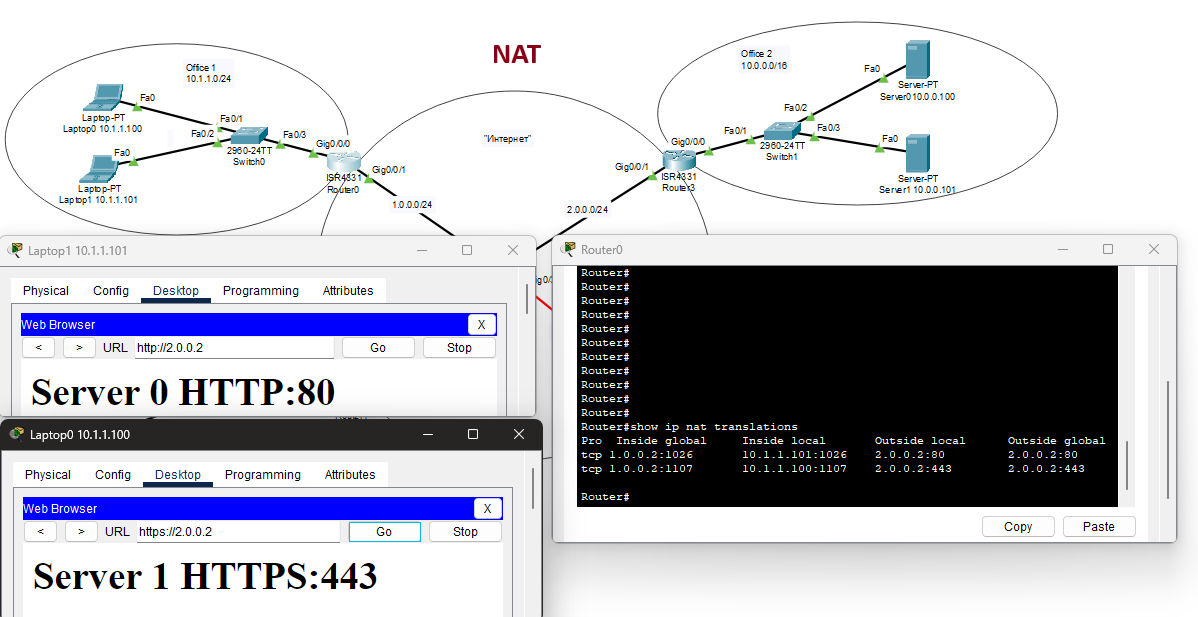 NAT
Office 1
10.1.1.0/24
Fa0
Laptop-PT
Laptop0 10.1.1.100
Fa0/1
Fa0/2
Fa0/3
2960-24TT
Switch0
Fa0
Laptop-PT
Laptop1 10.1.1.101
Gig0/0/0
ISR4331
Router0
Gig0/0/1
1.0.0.0/24
"Интернет"
2.0.0.0/24
Office 2
10.0.0.0/16
Fa0
Server-PT
Server0 10.0.0.100
Fa0/2
Gig0/0/0
Fa0/1
Fa0/3
Fa0
2960-24TT
Switch1
Gig0/0/1
ISR4331
Router3
Server-PT
Server1 10.0.0.101
Laptop1 10.1.1.101
Physical Config Desktop Programming Attributes
Web Browser X
< > URL http://2.0.0.2 Go Stop
Server 0 HTTP:80
Laptop0 10.1.1.100
Physical Config Desktop Programming Attributes
Web Browser X
< > URL https://2.0.0.2 Go Stop
Server 1 HTTPS:443
Router0
Router#
Router#
Router#
Router#
Router#
Router#
Router#
Router#
Router#
Router#
Router#
Router#show ip nat translations
Pro Inside global Inside local Outside local Outside global
tcp 1.0.0.2:1026 10.1.1.101:1026 2.0.0.2:80 2.0.0.2:80
tcp 1.0.0.2:1107 10.1.1.100:1107 2.0.0.2:443 2.0.0.2:443
Router#
Copy Paste